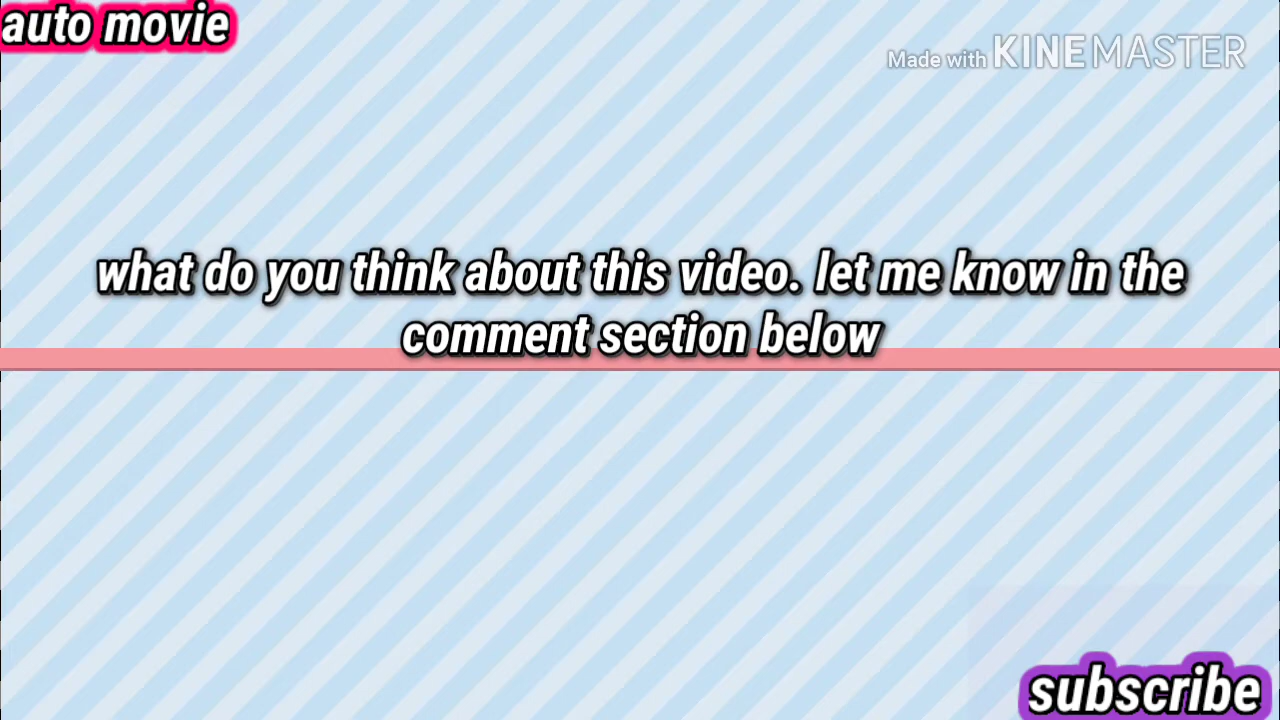 auto movie
Made with KINEMASTER
what do you think about this video. let me know in the
comment section below
subscribe